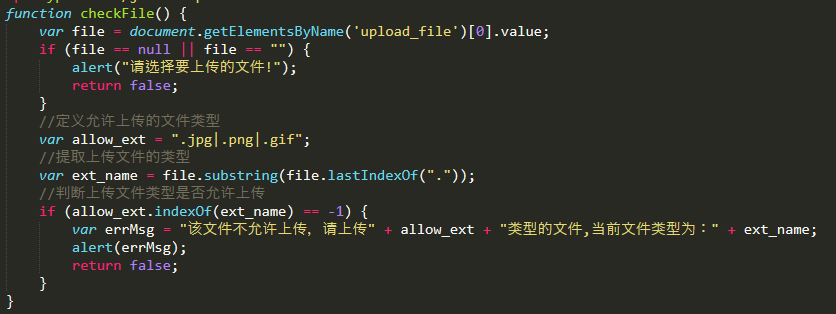 function checkFile() {
    var file = document.getElementsByName('upload_file')[0].value;
    if (file == null || file == "") {
        alert("请选择要上传的文件!");
        return false;
    }
    //定义允许上传的文件类型
    var allow_ext = ".jpg|.png|.gif";
    //提取上传文件的类型
    var ext_name = file.substring(file.lastIndexOf("."));
    //判断上传文件类型是否允许上传
    if (allow_ext.indexOf(ext_name) == -1) {
        var errMsg = "该文件不允许上传，请上传" + allow_ext + "类型的文件,当前文件类型为：" + ext_name;
        alert(errMsg);
        return false;
    }
}